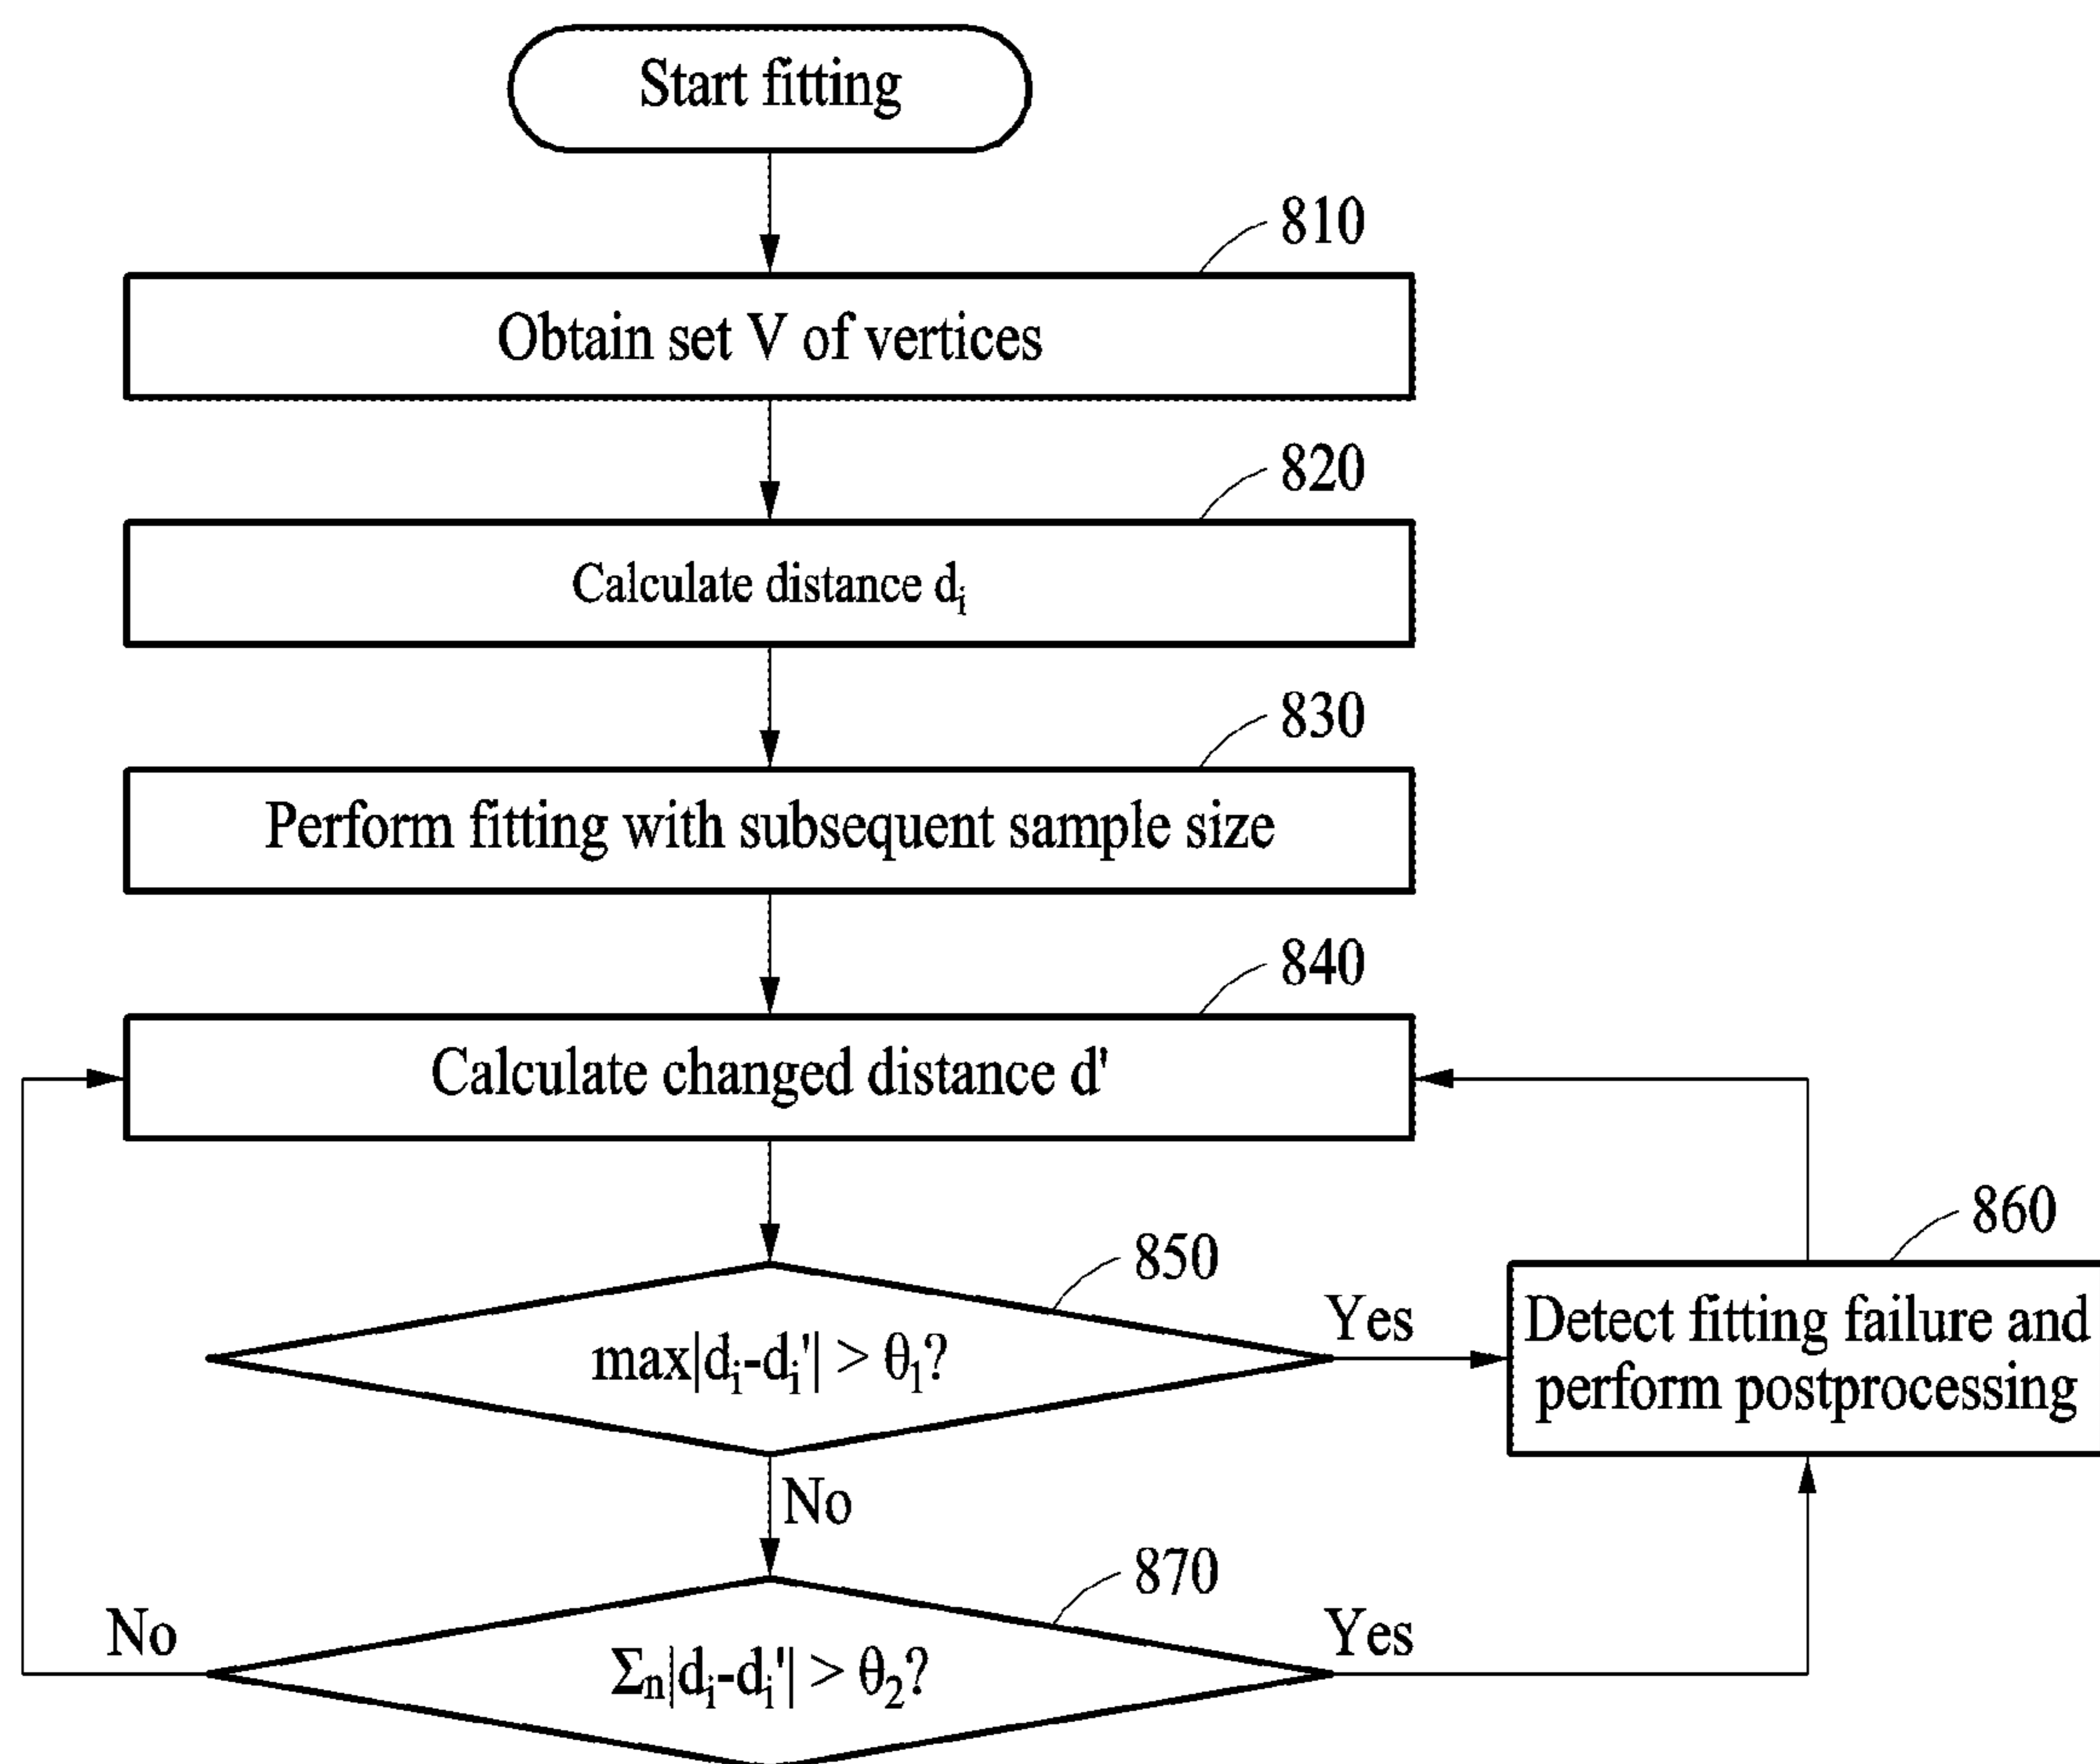 Start fitting
810
Obtain set V of vertices
820
Calculate distance dᵢ
830
Perform fitting with subsequent sample size
840
Calculate changed distance d'
850
max|dᵢ-dᵢ'| > θ₁?
Yes
860
Detect fitting failure and
perform postprocessing
No
870
Σₙ|dᵢ-dᵢ'| > θ₂?
No
Yes